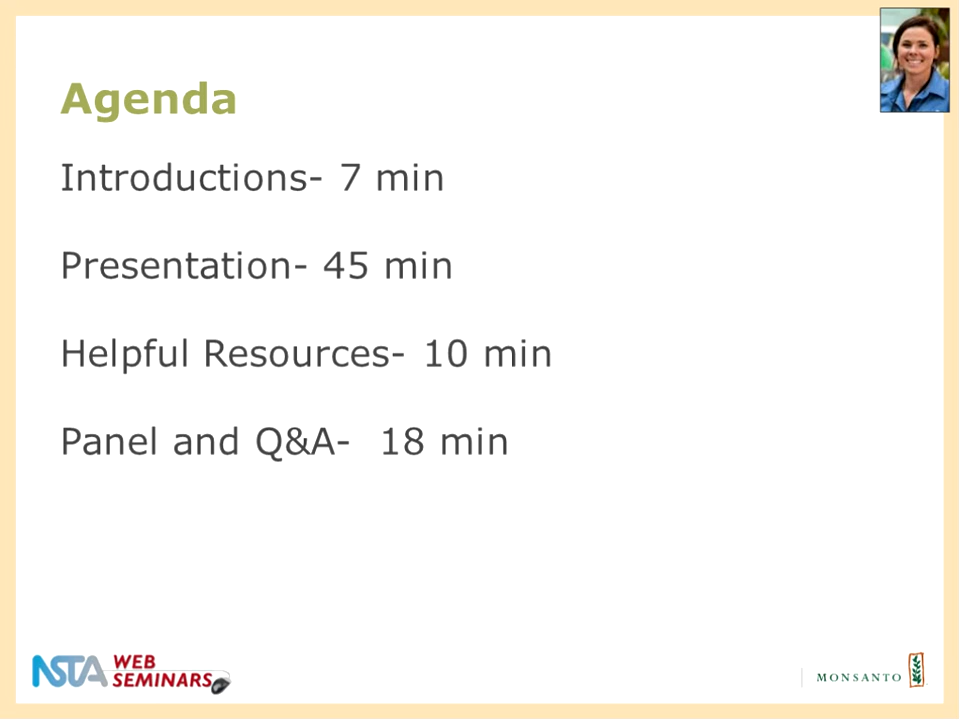 Agenda
Introductions- 7 min
Presentation- 45 min
Helpful Resources- 10 min
Panel and Q&A-  18 min
NSTA WEB SEMINARS
MONSANTO